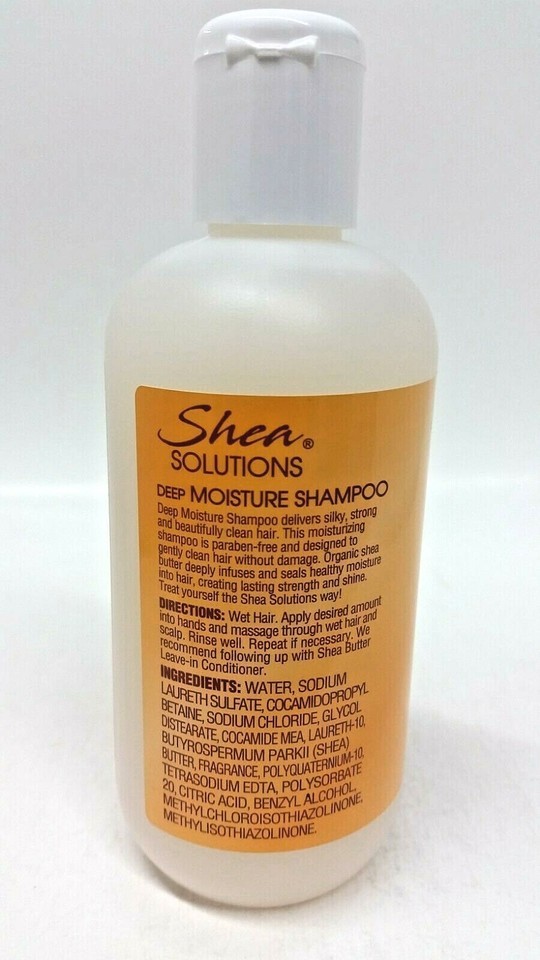 Shea®
SOLUTIONS
DEEP MOISTURE SHAMPOO
Deep Moisture Shampoo delivers silky, strong
and beautifully clean hair. This moisturizing
shampoo is paraben-free and designed to
gently clean hair without damage. Organic shea
butter deeply infuses and seals healthy moisture
into hair, creating lasting strength and shine.
Treat yourself the Shea Solutions way!
DIRECTIONS: Wet Hair. Apply desired amount
into hands and massage through wet hair and
scalp. Rinse well. Repeat if necessary. We
recommend following up with Shea Butter
Leave-in Conditioner.
INGREDIENTS: WATER, SODIUM
LAURETH SULFATE, COCAMIDOPROPYL
BETAINE, SODIUM CHLORIDE, GLYCOL
DISTEARATE, COCAMIDE MEA, LAURETH-10,
BUTYROSPERMUM PARKII (SHEA)
BUTTER, FRAGRANCE, POLYQUATERNIUM-10,
TETRASODIUM EDTA, POLYSORBATE
20, CITRIC ACID, BENZYL ALCOHOL,
METHYLCHLOROISOTHIAZOLINONE,
METHYLISOTHIAZOLINONE.